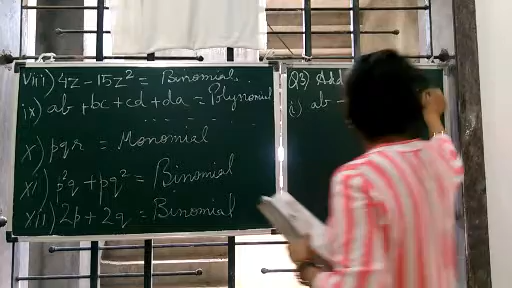 viii) 4z - 15z² = Binomial.
ix) ab + bc + cd + da = Polynomial
x) pqr = Monomial
xi) p²q + pq² = Binomial
xii) 2p + 2q = Binomial
Q3) Add
i) ab -